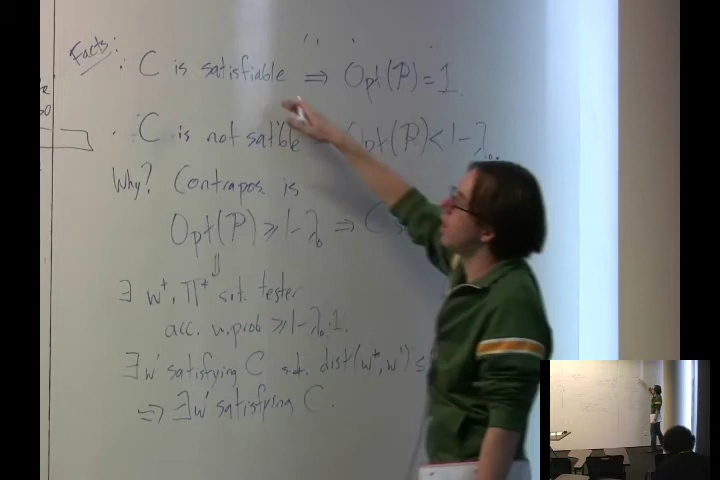 Facts:
· C is satisfiable ⇒ Opt(P)=1.
· C is not sat'ble Opt(P)<1-λ₀.
Why? Contrapos. is
Opt(P) ≥ 1-λ₀ ⇒ C
⇓
∃ w*, Π* s.t. tester
acc. w. prob ≥ 1-λ₀·1.
∃ w' satisfying C s.t. dist(w*, w') ≤
⇒ ∃ w' satisfying C.